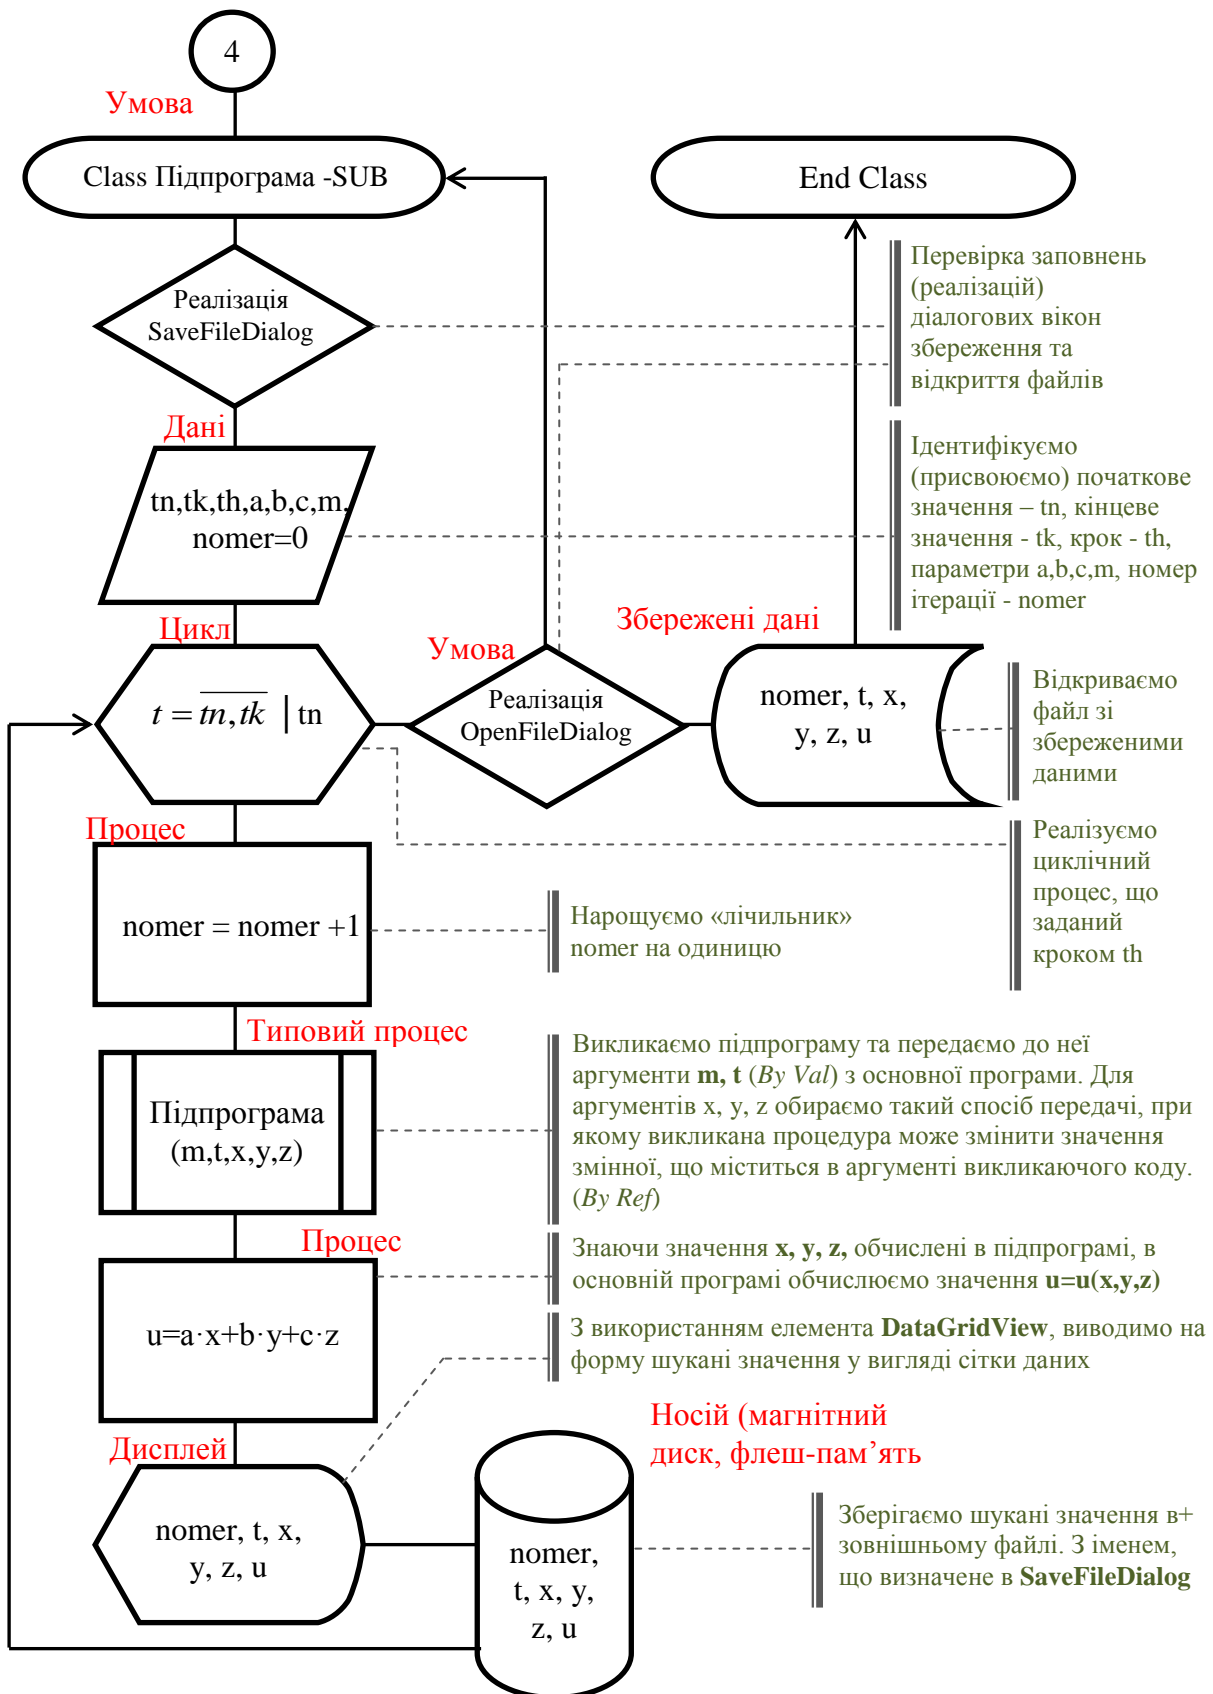 4
Умова
Class Підпрограма -SUB
End Class
Реалізація
SaveFileDialog
Перевірка заповнень
(реалізацій)
діалогових вікон
збереження та
відкриття файлів
Дані
tn,tk,th,a,b,c,m,
nomer=0
Ідентифікуємо
(присвоюємо) початкове
значення – tn, кінцеве
значення - tk, крок - th,
параметри a,b,c,m, номер
ітерації - nomer
Цикл
t = tn, tk | tn
Умова
Реалізація
OpenFileDialog
Збережені дані
nomer, t, x,
y, z, u
Відкриваємо
файл зі
збереженими
даними
Процес
nomer = nomer +1
Нарощуємо «лічильник»
nomer на одиницю
Реалізуємо
циклічний
процес, що
заданий
кроком th
Типовий процес
Підпрограма
(m,t,x,y,z)
Викликаємо підпрограму та передаємо до неї
аргументи m, t (By Val) з основної програми. Для
аргументів x, y, z обираємо такий спосіб передачі, при
якому викликана процедура може змінити значення
змінної, що міститься в аргументі викликаючого коду.
(By Ref)
Процес
u=a·x+b·y+c·z
Знаючи значення x, y, z, обчислені в підпрограмі, в
основній програмі обчислюємо значення u=u(x,y,z)
З використанням елемента DataGridView, виводимо на
форму шукані значення у вигляді сітки даних
Дисплей
nomer, t, x,
y, z, u
Носій (магнітний
диск, флеш-пам’ять
nomer,
t, x, y,
z, u
Зберігаємо шукані значення в+
зовнішньому файлі. З іменем,
що визначене в SaveFileDialog